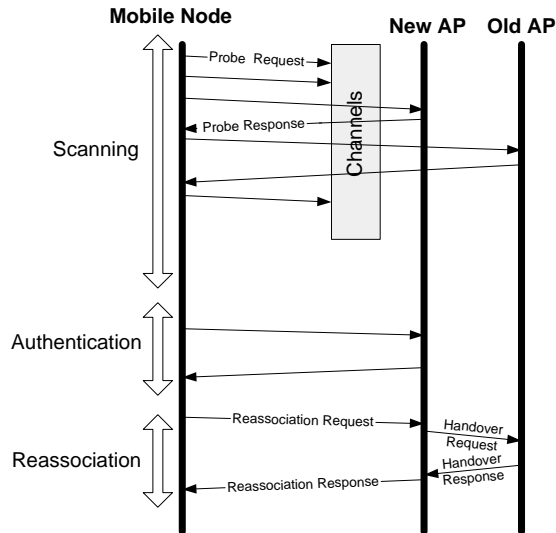 Mobile Node
New AP Old AP
Probe Request
Channels
Probe Response
Scanning
Authentication
Reassociation Request
Handover
Request
Reassociation
Handover
Response
Reassociation Response